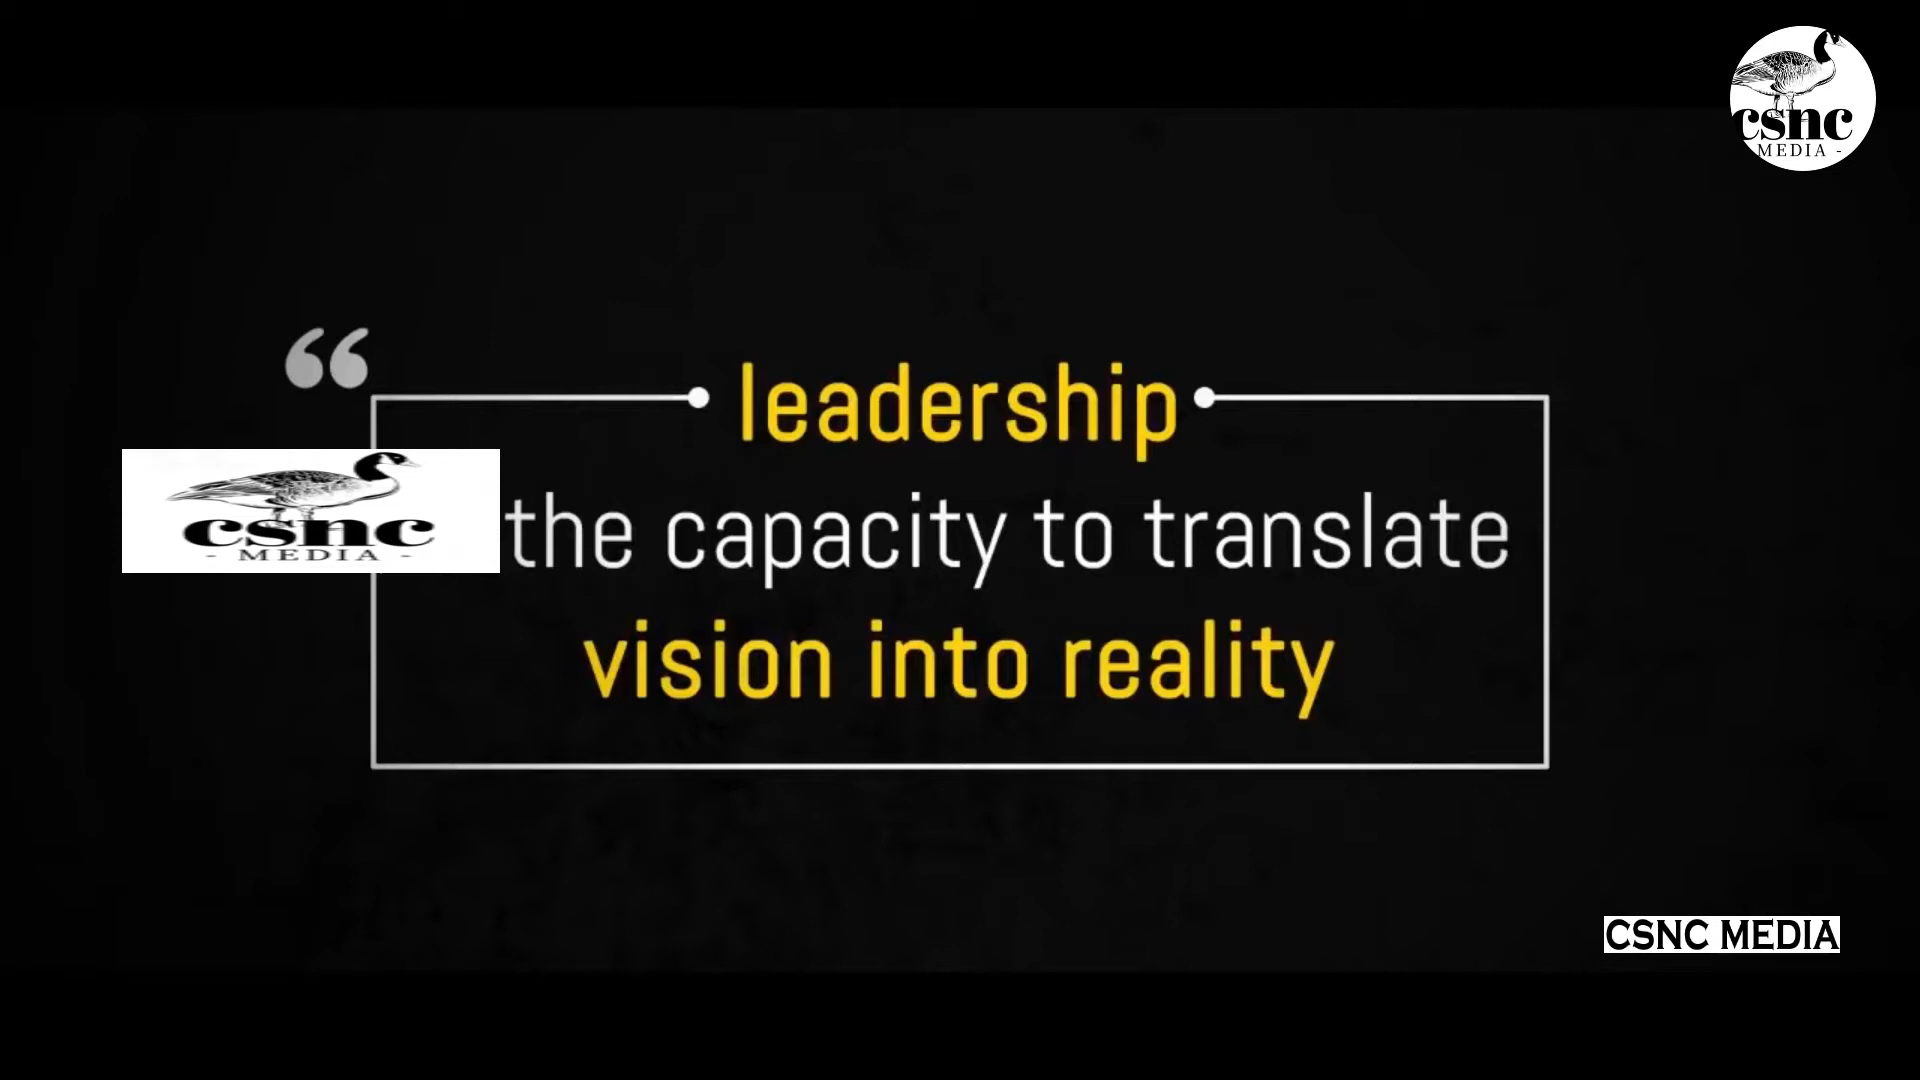 csnc
MEDIA -
“
leadership
csnc
- MEDIA -
the capacity to translate
vision into reality
CSNC MEDIA